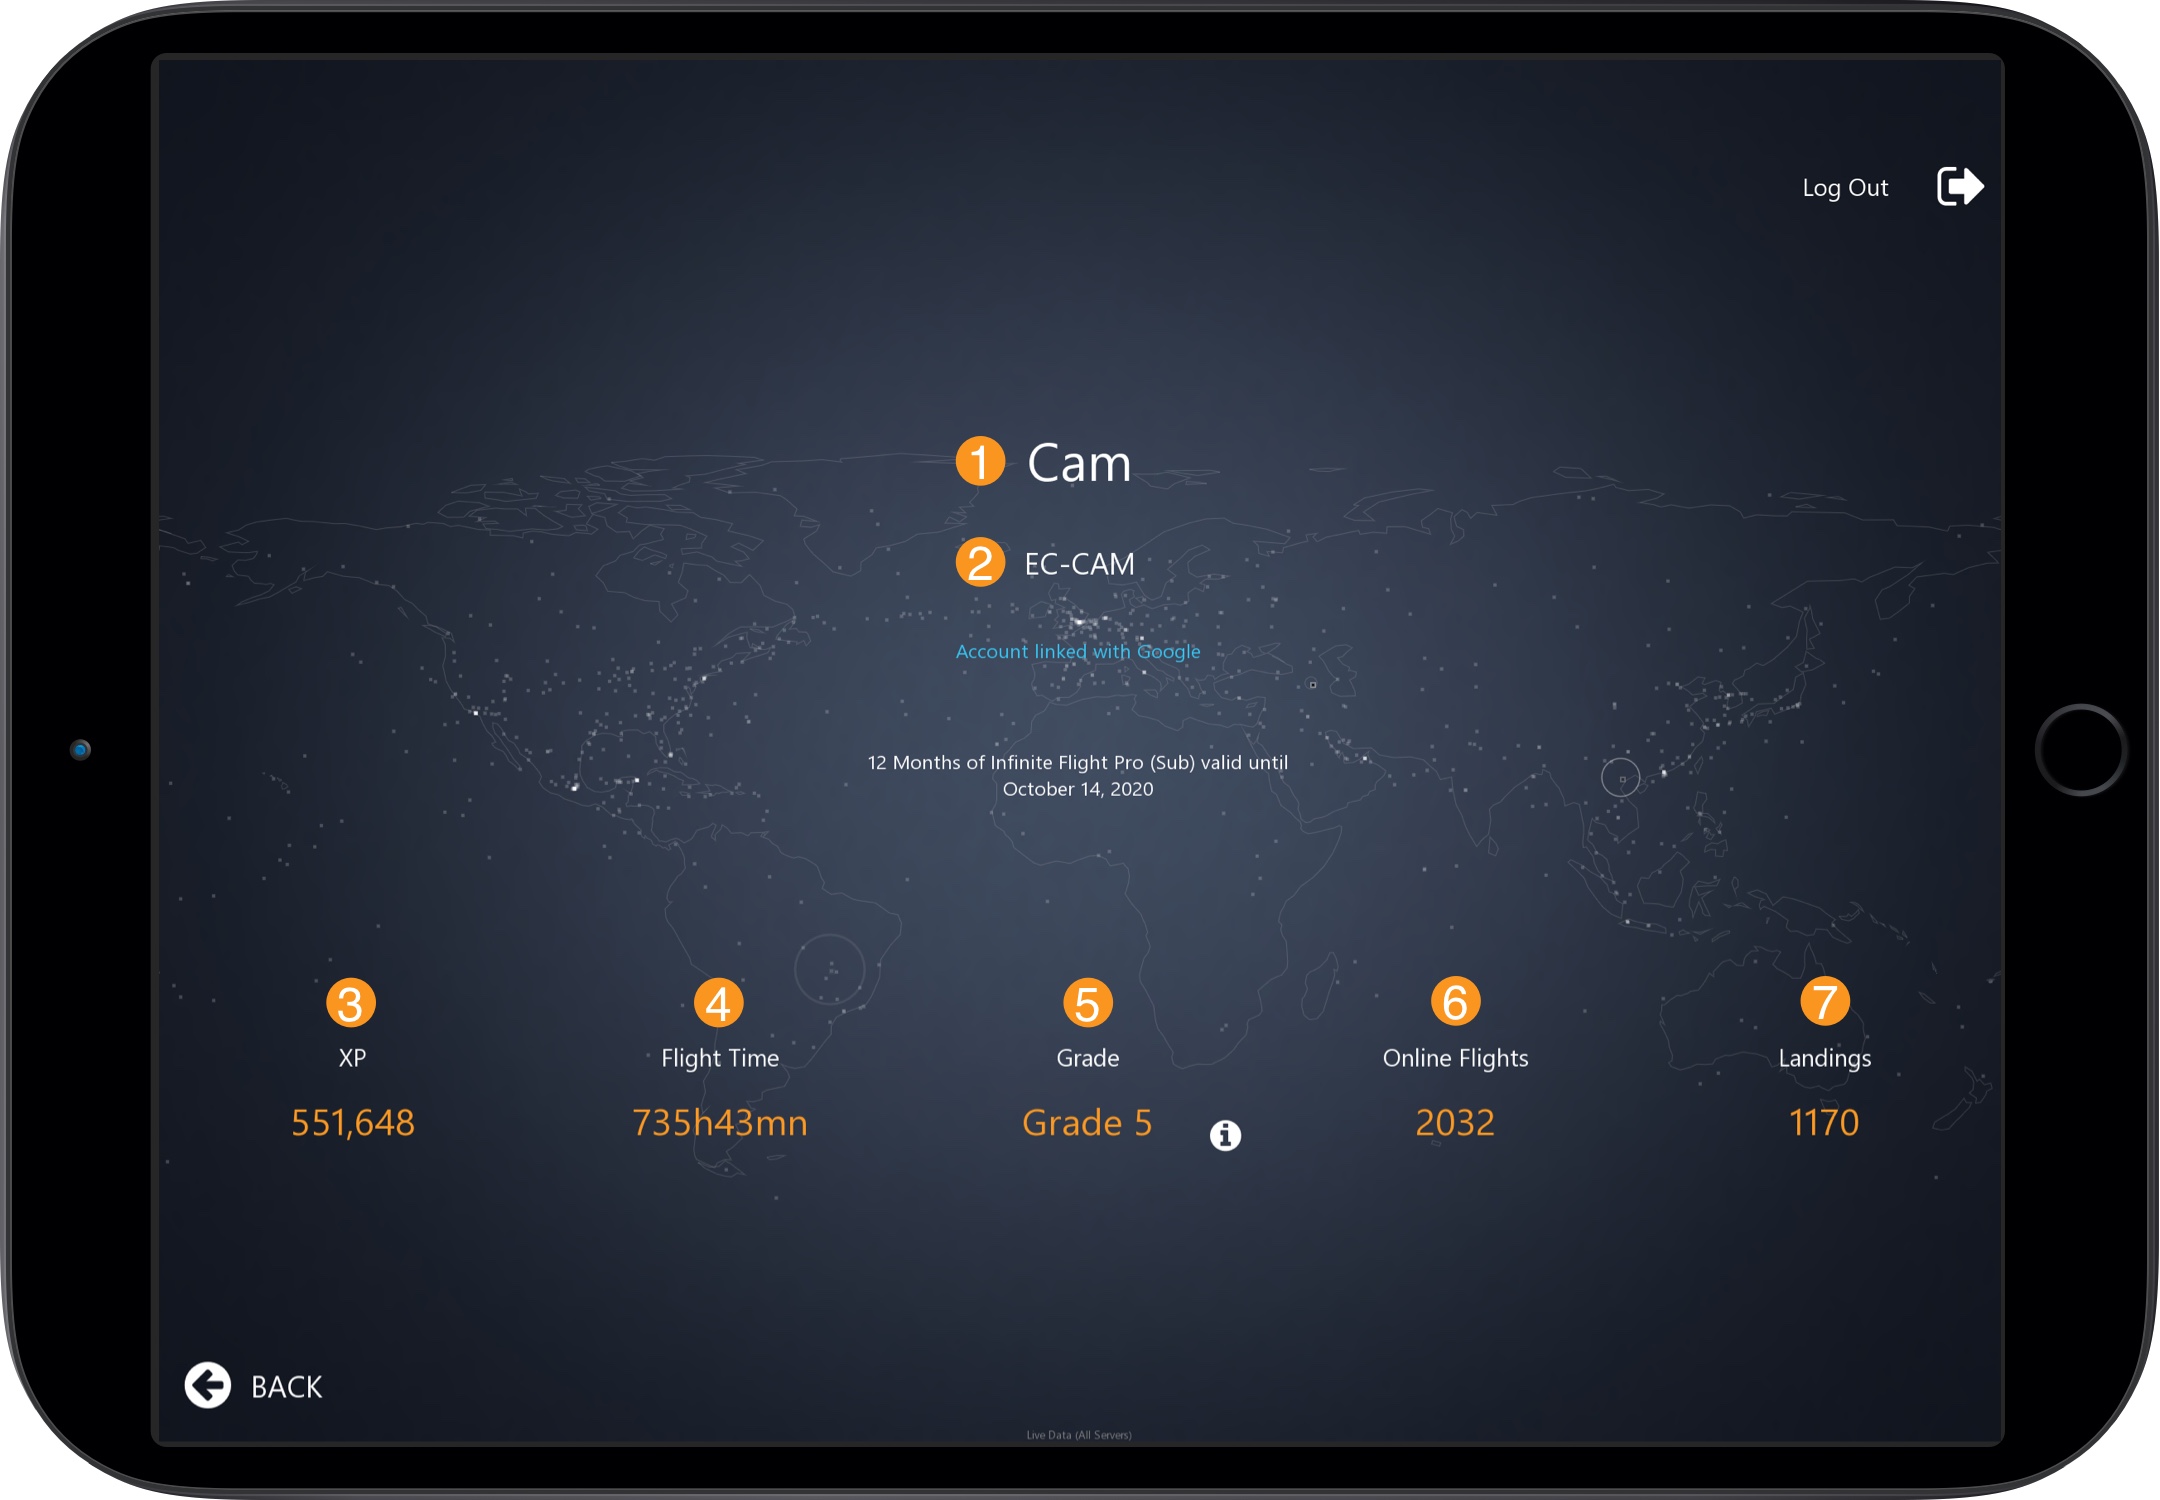 Log Out
1 Cam
2 EC-CAM
Account linked with Google
12 Months of Infinite Flight Pro (Sub) valid until
October 14, 2020
3 4 5 6 7
XP Flight Time Grade Online Flights Landings
551,648 735h43mn Grade 5 i 2032 1170
BACK
Live Data (All Servers)